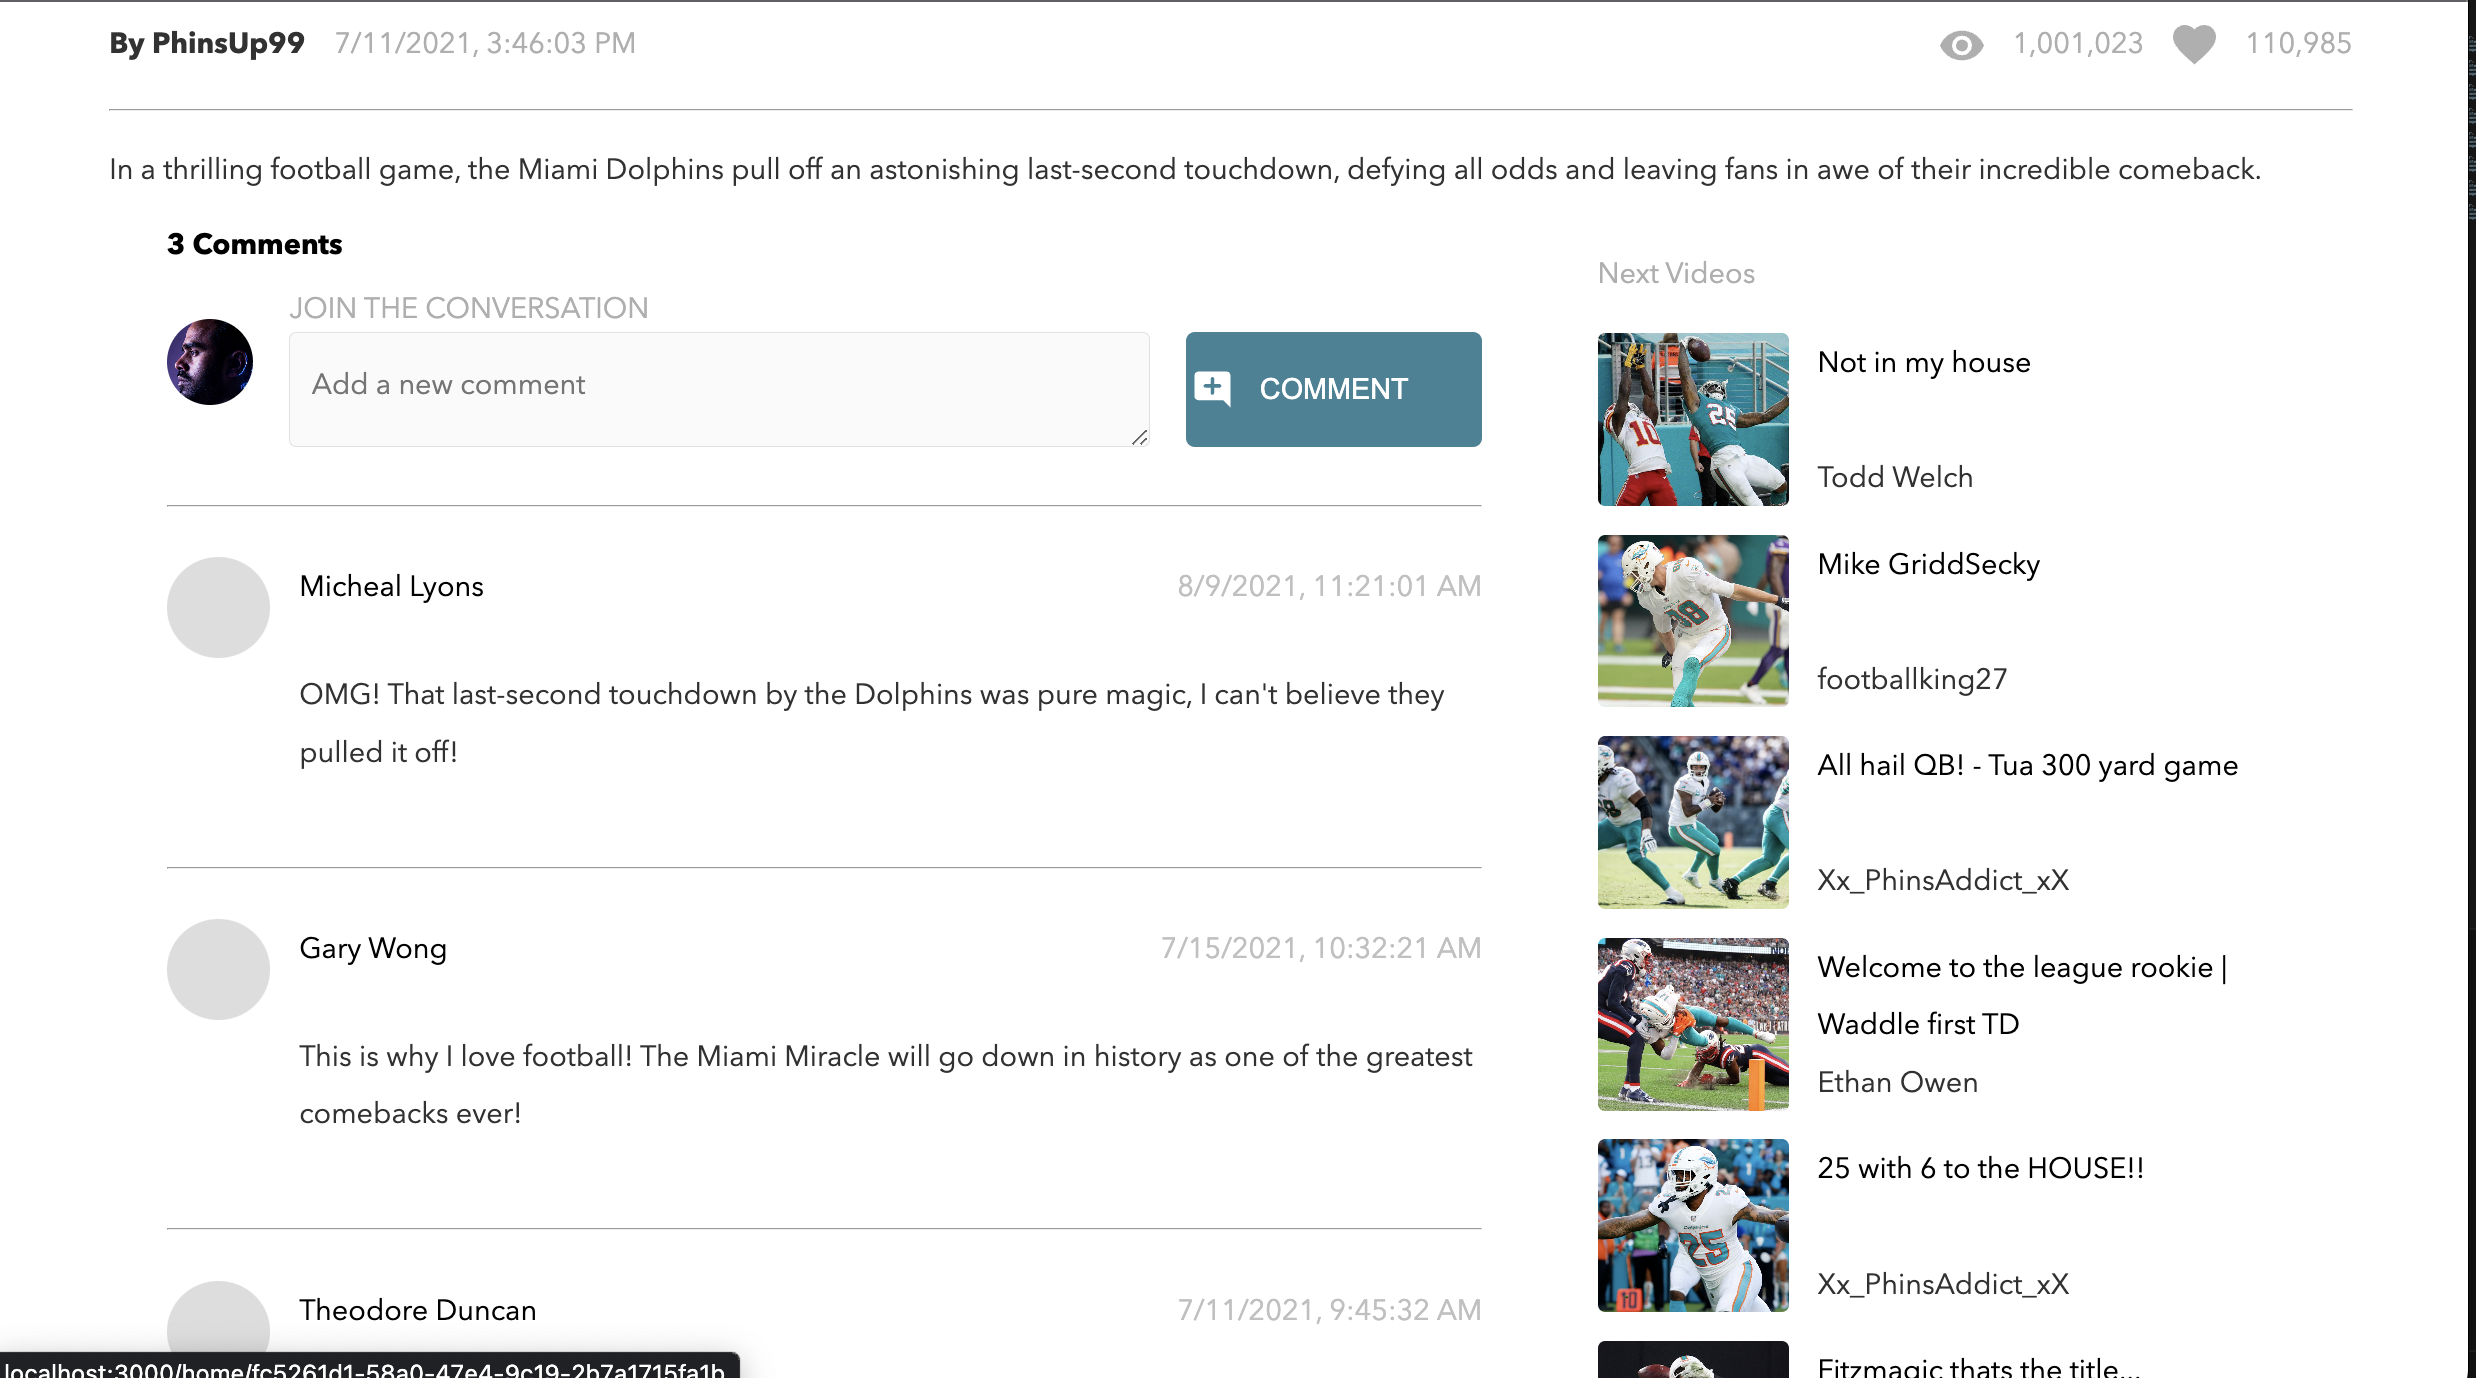 By PhinsUp99 7/11/2021, 3:46:03 PM 1,001,023 110,985
In a thrilling football game, the Miami Dolphins pull off an astonishing last-second touchdown, defying all odds and leaving fans in awe of their incredible comeback.
3 Comments
JOIN THE CONVERSATION
Add a new comment
COMMENT
Micheal Lyons 8/9/2021, 11:21:01 AM
OMG! That last-second touchdown by the Dolphins was pure magic, I can't believe they
pulled it off!
Gary Wong 7/15/2021, 10:32:21 AM
This is why I love football! The Miami Miracle will go down in history as one of the greatest
comebacks ever!
Theodore Duncan 7/11/2021, 9:45:32 AM
Next Videos
Not in my house
Todd Welch
10
25
Mike GriddSecky
footballking27
All hail QB! - Tua 300 yard game
Xx_PhinsAddict_xX
Welcome to the league rookie |
Waddle first TD
Ethan Owen
25 with 6 to the HOUSE!!
Xx_PhinsAddict_xX
25
10
Fitzmagic thats the title...
localhost:3000/home/fc5261d1-58a0-47e4-9c19-2b7a1715fa1b